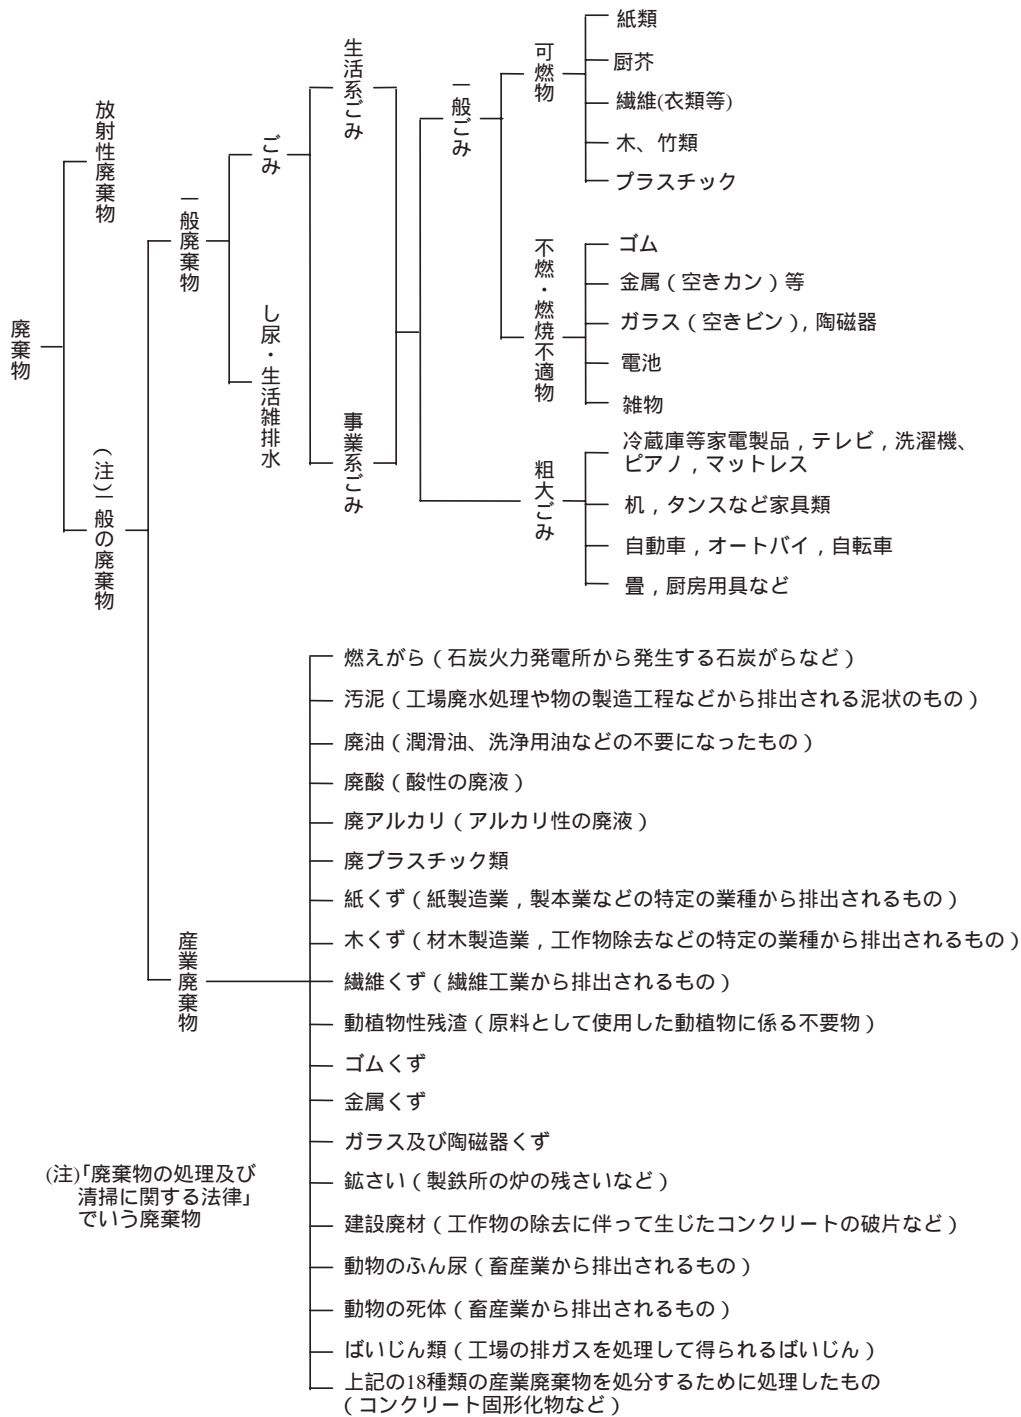 廃棄物
放射性廃棄物
(注)一般の廃棄物
一般廃棄物
ごみ
し尿・生活雑排水
生活系ごみ
事業系ごみ
一般ごみ
可燃物
紙類
厨芥
繊維(衣類等)
木、竹類
プラスチック
不燃・燃焼不適物
ゴム
金属(空きカン)等
ガラス(空きビン),陶磁器
電池
雑物
粗大ごみ
冷蔵庫等家電製品,テレビ,洗濯機、
ピアノ,マットレス
机,タンスなど家具類
自動車,オートバイ,自転車
畳,厨房用具など
産業廃棄物
燃えがら(石炭火力発電所から発生する石炭がらなど)
汚泥(工場廃水処理や物の製造工程などから排出される泥状のもの)
廃油(潤滑油、洗浄用油などの不要になったもの)
廃酸(酸性の廃液)
廃アルカリ(アルカリ性の廃液)
廃プラスチック類
紙くず(紙製造業,製本業などの特定の業種から排出されるもの)
木くず(材木製造業,工作物除去などの特定の業種から排出されるもの)
繊維くず(繊維工業から排出されるもの)
動植物性残渣(原料として使用した動植物に係る不要物)
ゴムくず
金属くず
ガラス及び陶磁器くず
鉱さい(製鉄所の炉の残さいなど)
建設廃材(工作物の除去に伴って生じたコンクリートの破片など)
動物のふん尿(畜産業から排出されるもの)
動物の死体(畜産業から排出されるもの)
ばいじん類(工場の排ガスを処理して得られるばいじん)
上記の18種類の産業廃棄物を処分するために処理したもの
(コンクリート固形化物など)
(注)「廃棄物の処理及び
清掃に関する法律」
でいう廃棄物